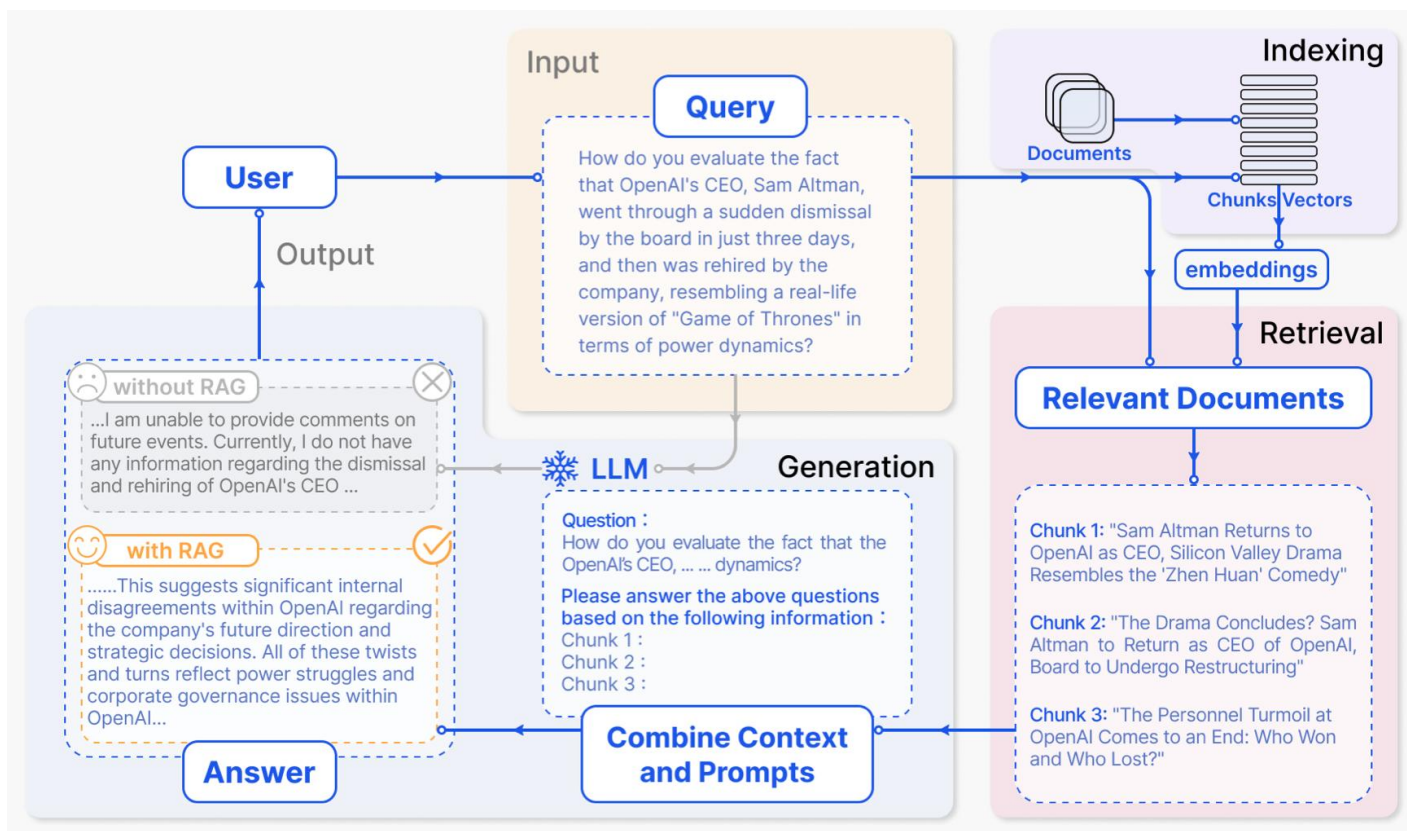 Input
Query
How do you evaluate the fact
that OpenAI's CEO, Sam Altman,
went through a sudden dismissal
by the board in just three days,
and then was rehired by the
company, resembling a real-life
version of "Game of Thrones" in
terms of power dynamics?
Indexing
Documents
Chunks Vectors
embeddings
User
Output
Retrieval
Relevant Documents
Chunk 1: "Sam Altman Returns to
OpenAI as CEO, Silicon Valley Drama
Resembles the 'Zhen Huan' Comedy"
Chunk 2: "The Drama Concludes? Sam
Altman to Return as CEO of OpenAI,
Board to Undergo Restructuring"
Chunk 3: "The Personnel Turmoil at
OpenAI Comes to an End: Who Won
and Who Lost?"
Generation
LLM
Question：
How do you evaluate the fact that the
OpenAI's CEO, ... ... dynamics?
Please answer the above questions
based on the following information：
Chunk 1：
Chunk 2：
Chunk 3：
Combine Context
and Prompts
without RAG
...I am unable to provide comments on
future events. Currently, I do not have
any information regarding the dismissal
and rehiring of OpenAI's CEO ...
with RAG
......This suggests significant internal
disagreements within OpenAI regarding
the company's future direction and
strategic decisions. All of these twists
and turns reflect power struggles and
corporate governance issues within
OpenAI...
Answer